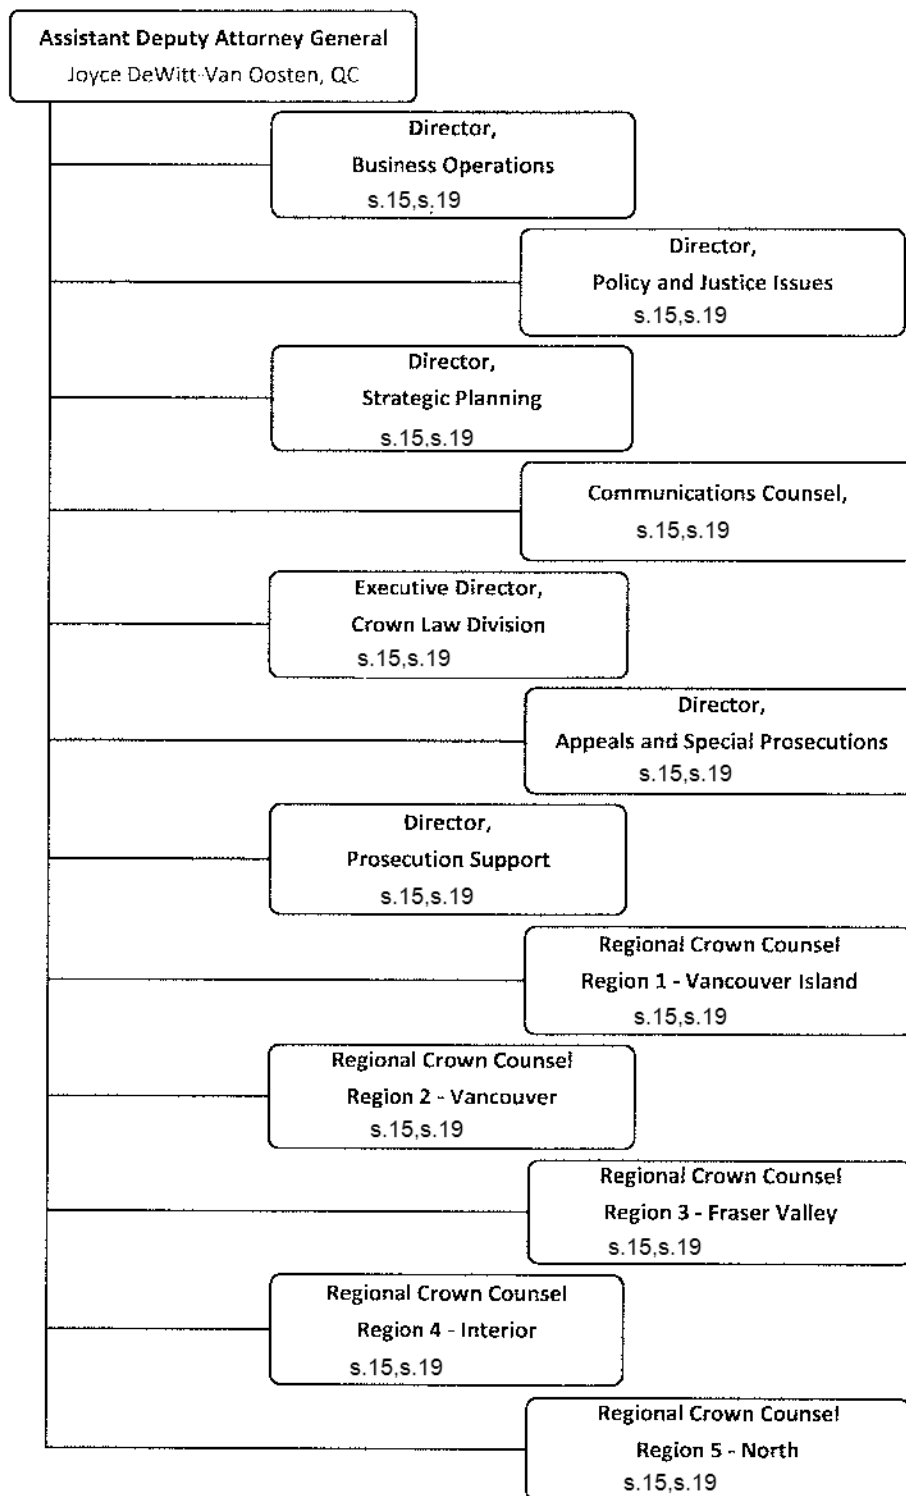 Assistant Deputy Attorney General
Joyce DeWitt-Van Oosten, QC
Director,
Business Operations
s.15,s.19
Director,
Policy and Justice Issues
s.15,s.19
Director,
Strategic Planning
s.15,s.19
Communications Counsel,
s.15,s.19
Executive Director,
Crown Law Division
s.15,s.19
Director,
Appeals and Special Prosecutions
s.15,s.19
Director,
Prosecution Support
s.15,s.19
Regional Crown Counsel
Region 1 - Vancouver Island
s.15,s.19
Regional Crown Counsel
Region 2 - Vancouver
s.15,s.19
Regional Crown Counsel
Region 3 - Fraser Valley
s.15,s.19
Regional Crown Counsel
Region 4 - Interior
s.15,s.19
Regional Crown Counsel
Region 5 - North
s.15,s.19